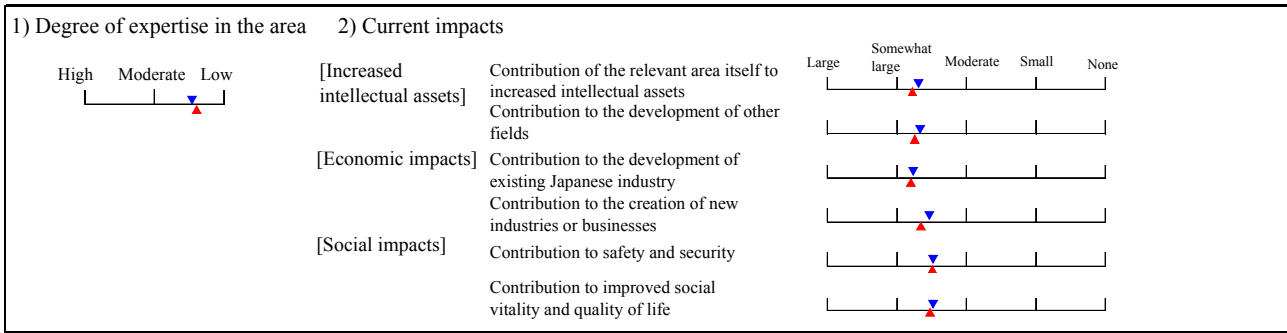 1) Degree of expertise in the area 2) Current impacts
High Moderate Low
[Increased
intellectual assets]
Contribution of the relevant area itself to
increased intellectual assets
Large
Somewhat
large
Moderate
Small
None
Contribution to the development of other
fields
[Economic impacts]
Contribution to the development of
existing Japanese industry
Contribution to the creation of new
industries or businesses
[Social impacts]
Contribution to safety and security
Contribution to improved social
vitality and quality of life